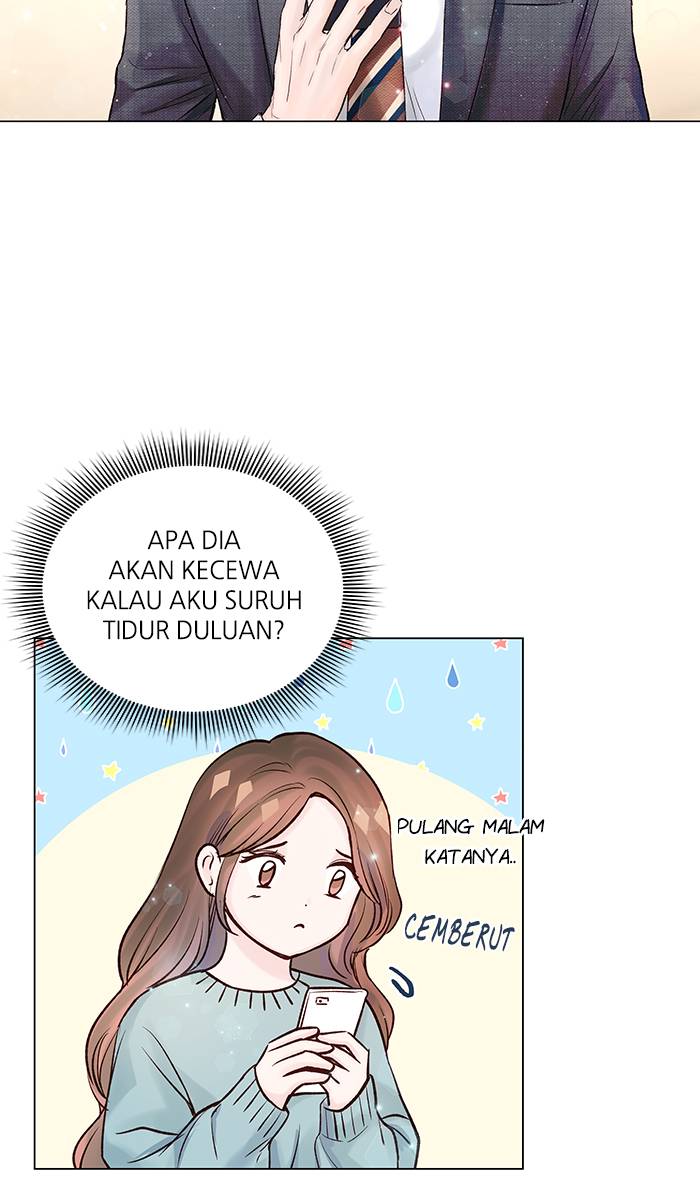 APA DIA
AKAN KECEWA
KALAU AKU SURUH
TIDUR DULUAN?
PULANG MALAM
KATANYA..
CEMBERUT